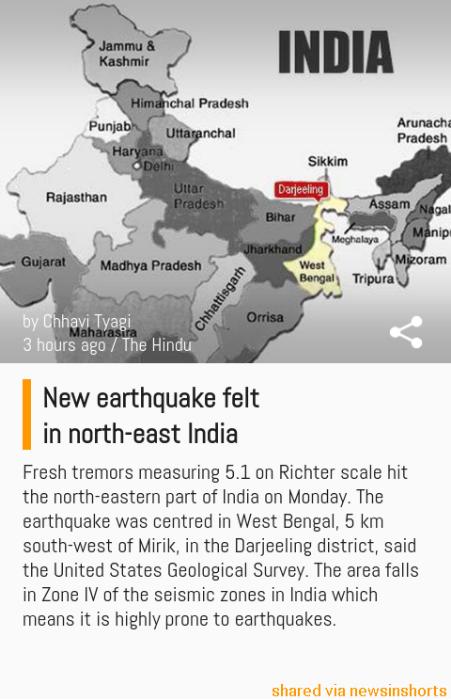 Jammu &
Kashmir
INDIA
Himanchal Pradesh
Punjab
Uttaranchal
Arunacha
Pradesh
Haryana
Delhi
Sikkim
Darjeeling
Rajasthan
Uttar
Pradesh
Assam
Nagal
Bihar
Manip
Meghalaya
Jharkhand
Gujarat
Madhya Pradesh
West
Bengal
Mizoram
Tripura
Chhattisgarh
Orrisa
by Chhavi Tyagi
Maharasira
3 hours ago / The Hindu
New earthquake felt
in north-east India
Fresh tremors measuring 5.1 on Richter scale hit
the north-eastern part of India on Monday. The
earthquake was centred in West Bengal, 5 km
south-west of Mirik, in the Darjeeling district, said
the United States Geological Survey. The area falls
in Zone IV of the seismic zones in India which
means it is highly prone to earthquakes.
shared via newsinshorts